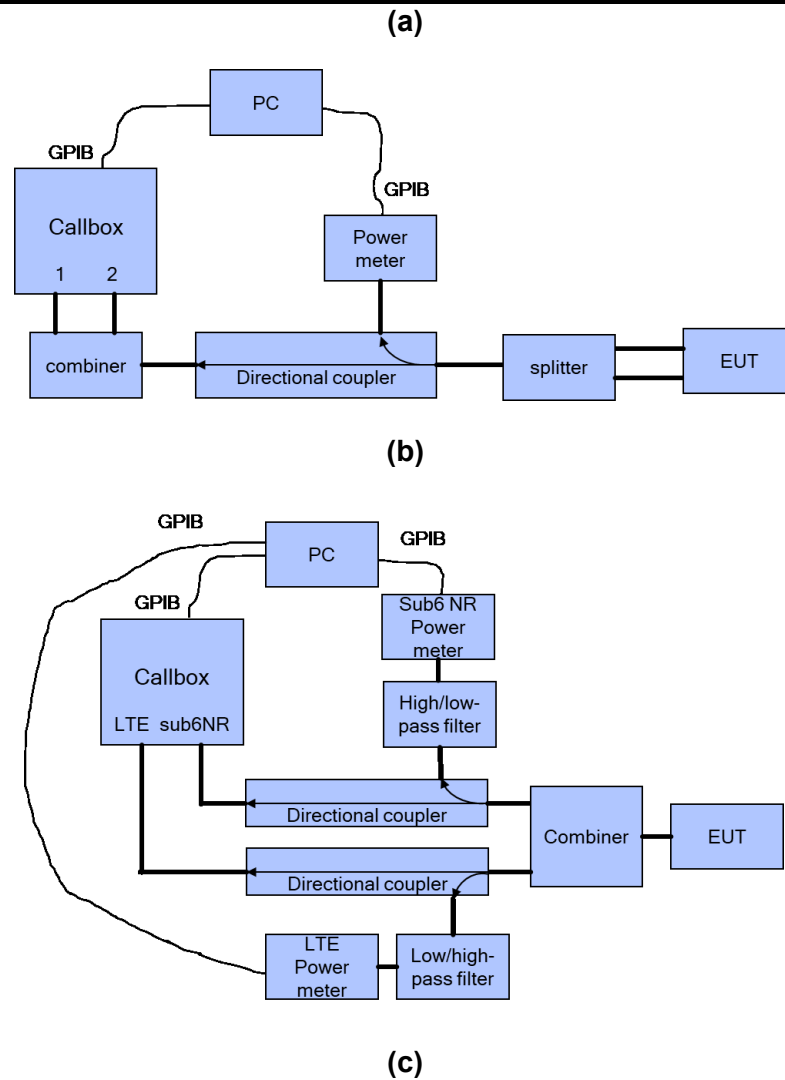 (a)
PC
GPIB
GPIB
Callbox
1 2
Power
meter
combiner
Directional coupler
splitter
EUT
(b)
GPIB
PC
GPIB
GPIB
Sub6 NR
Power
meter
Callbox
LTE sub6NR
High/low-
pass filter
Directional coupler
Combiner
EUT
Directional coupler
LTE
Power
meter
Low/high-
pass filter
(c)